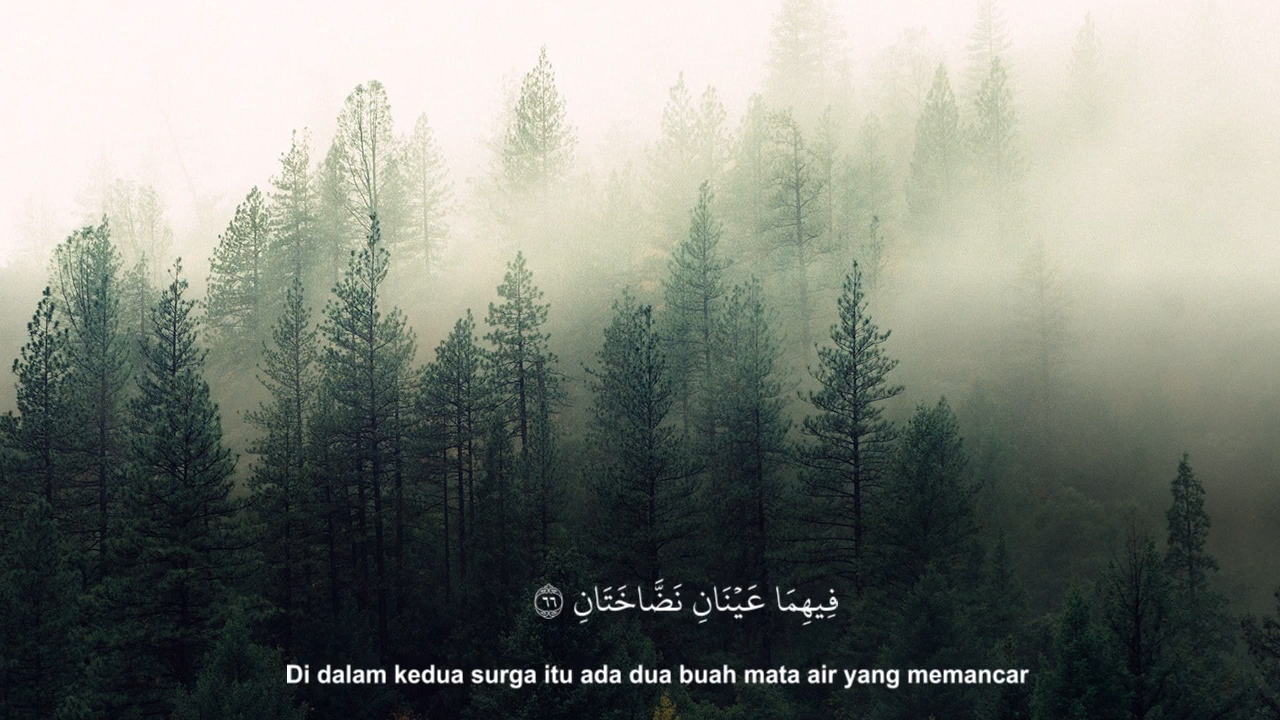 فِيهِمَا عَيْنَانِ نَضَّاخَتَانِ ٦٦
Di dalam kedua surga itu ada dua buah mata air yang memancar